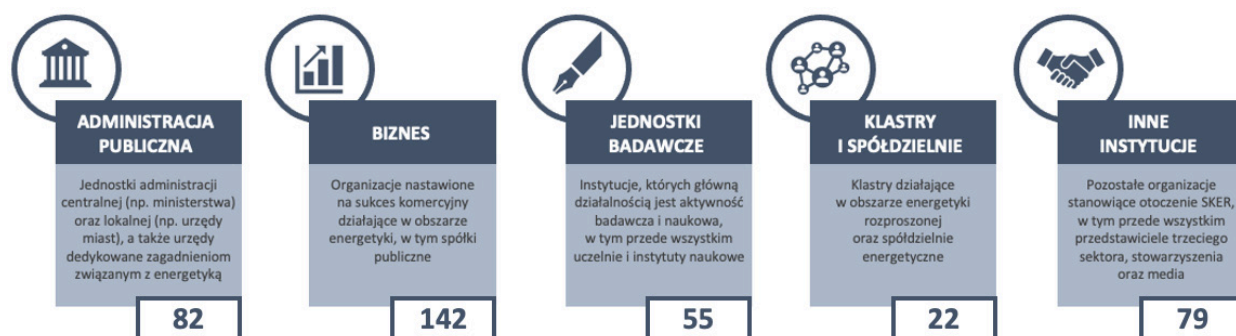 ADMINISTRACJA
PUBLICZNA
Jednostki administracji
centralnej (np. ministerstwa)
oraz lokalnej (np. urzędy
miast), a także urzędy
dedykowane zagadnieniom
związanym z energetyką
82
BIZNES
Organizacje nastawione
na sukces komercyjny
działające w obszarze
energetyki, w tym spółki
publiczne
142
JEDNOSTKI
BADAWCZE
Instytucje, których główną
działalnością jest aktywność
badawcza i naukowa,
w tym przede wszystkim
uczelnie i instytuty naukowe
55
KLASTRY
I SPÓŁDZIELNIE
Klastry działające
w obszarze energetyki
rozproszonej
oraz spółdzielnie
energetyczne
22
INNE
INSTYTUCJE
Pozostałe organizacje
stanowiące otoczenie SKER,
w tym przede wszystkim
przedstawiciele trzeciego
sektora, stowarzyszenia
oraz media
79